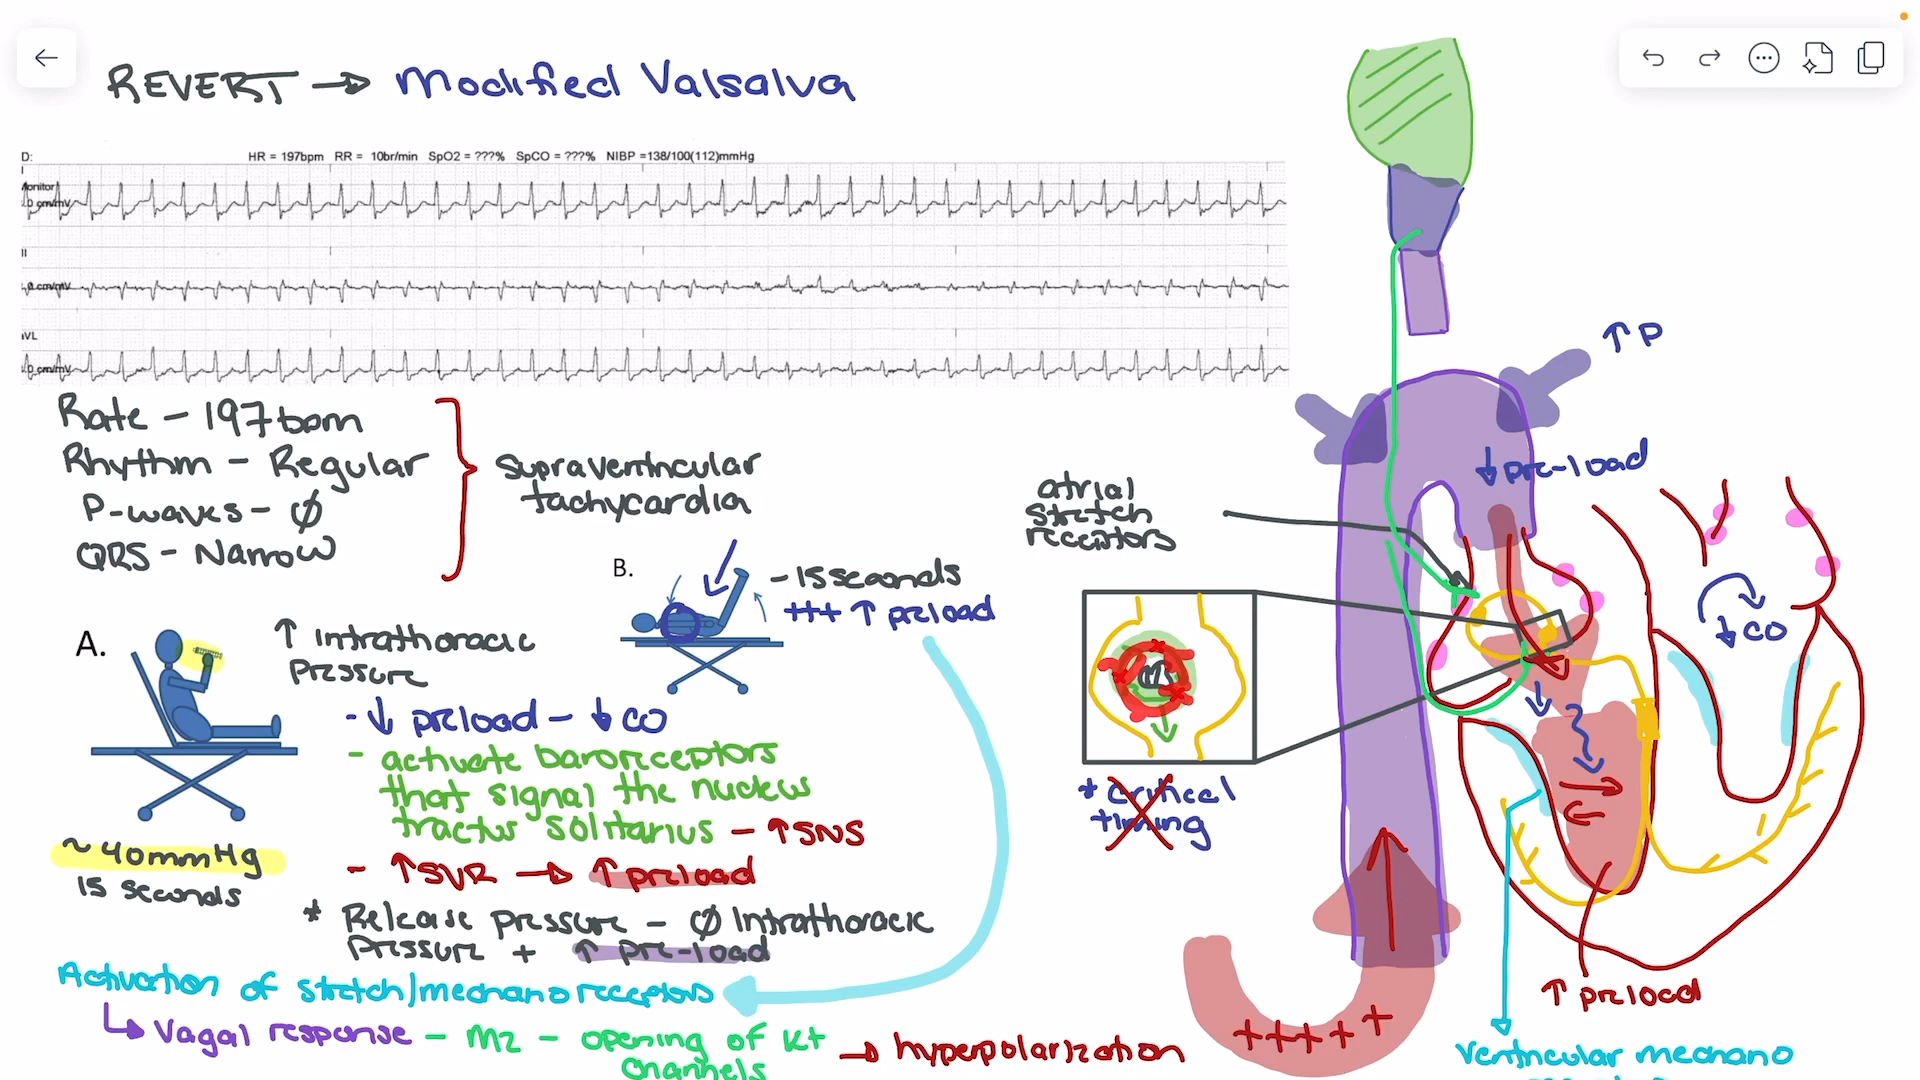 REVERT → Modified Valsalva
D:
HR = 197bpm RR = 10br/min SpO2 = ???% SpCO = ???% NIBP =138/100(112)mmHg
I
II
Rate - 197 bpm
Rhythm - Regular
P-waves - Ø
QRS - Narrow
supraventricular
tachycardia
A.
~40mmHg
15 seconds
B.
- 15 seconds
+++ ↑ preload
↑ Intrathoracic
pressure
- ↓ preload - ↓ CO
- activate baroreceptors
that signal the nucleus
tractus solitarius - ↑SNS
- ↑SVR → ↑ preload
* Release pressure - Ø Intrathoracic
pressure + ↑ pre-load
Activation of stretch/mechanoreceptors
↳ Vagal response - M2 - opening of K+
channels
→ hyperpolarization
atrial
stretch
receptors
M2
* critical
timing
↑ P
↓ pre-load
↓ CO
+++++
↑ preload
Ventricular mechano